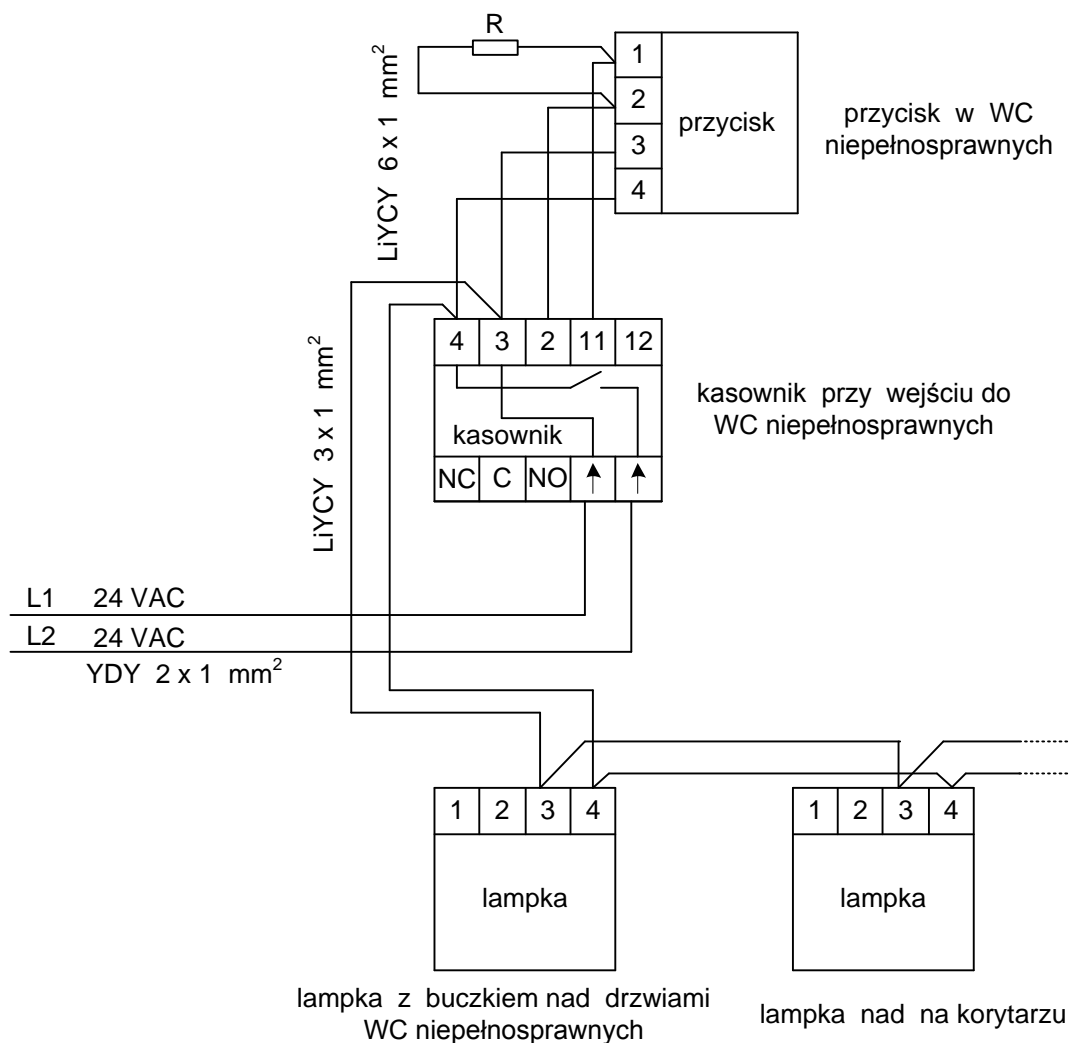 R
1
2
3
4
przycisk
przycisk w WC
niepełnosprawnych
LiYCY 6 x 1 mm²
4 3 2 11 12
kasownik
NC C NO
kasownik przy wejściu do
WC niepełnosprawnych
LiYCY 3 x 1 mm²
L1 24 VAC
L2 24 VAC
YDY 2 x 1 mm²
1 2 3 4
lampka
1 2 3 4
lampka
lampka z buczkiem nad drzwiami
WC niepełnosprawnych
lampka nad na korytarzu